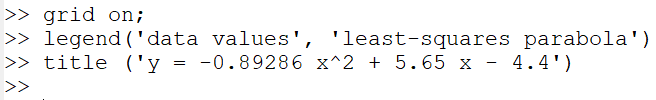 >> grid on;
>> legend('data values', 'least-squares parabola')
>> title ('y = -0.89286 x^2 + 5.65 x - 4.4')
>>